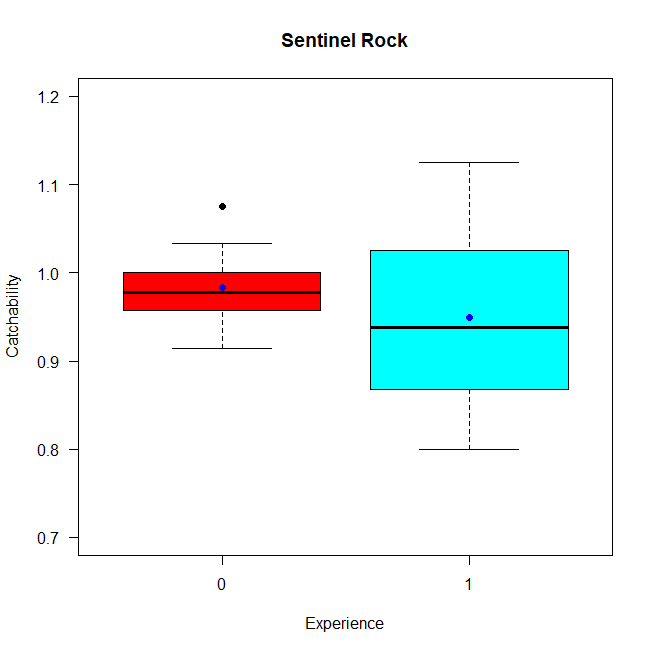 Sentinel Rock
1.2
1.1
1.0
0.9
0.8
0.7
Catchability
0 1
Experience